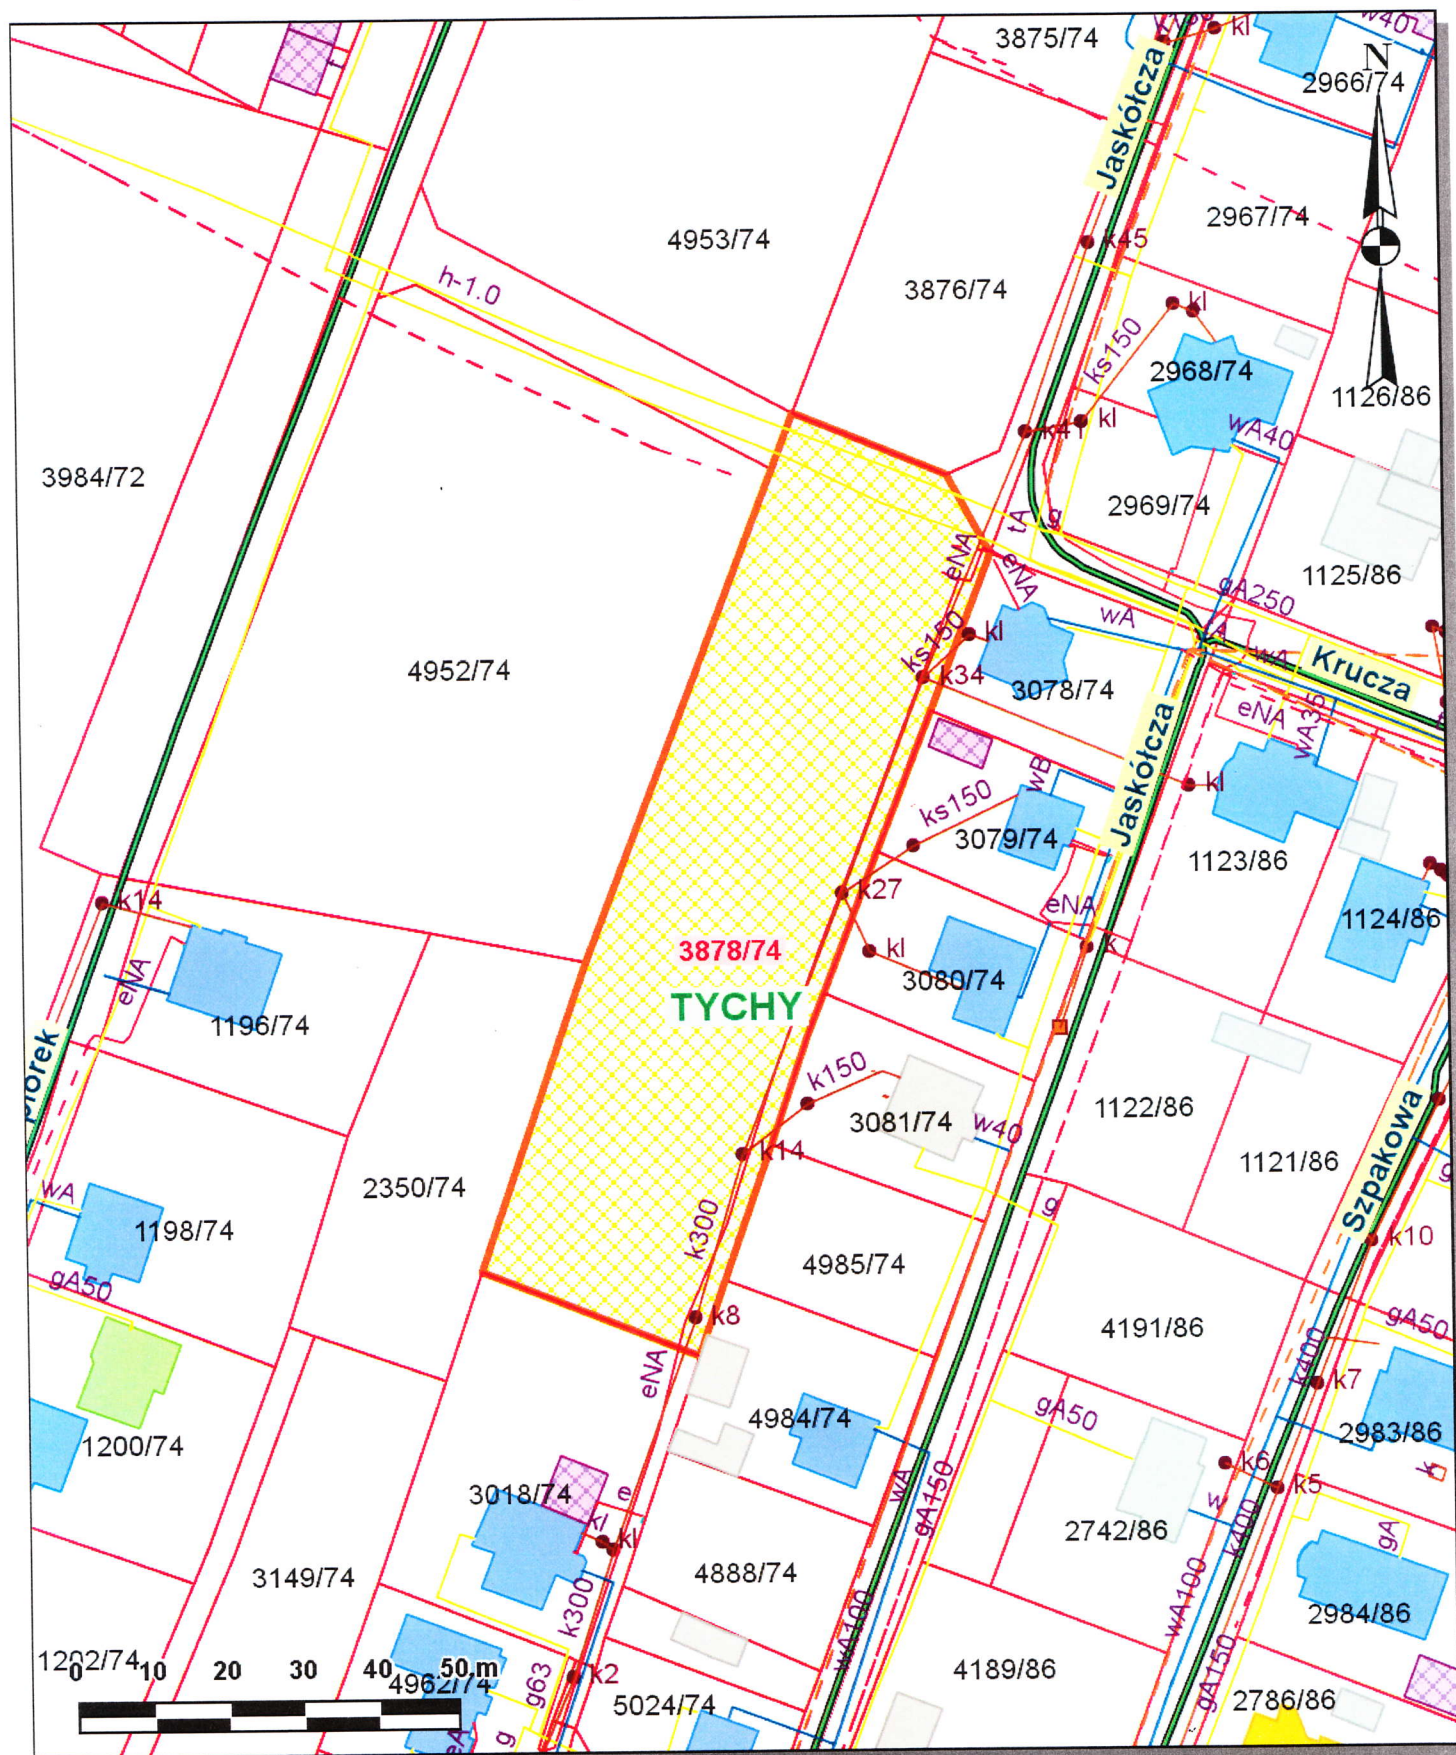 3875/74
Jaskółcza
kl
w40
N
2966/74
2967/74
4953/74
k45
h-1.0
3876/74
kl
ks150
2968/74
1126/86
kl
k41
wA40
3984/72
2969/74
tA
g
eNA
eNA
1125/86
gA250
wA
ks150
kl
4952/74
k34
3078/74
wA
Krucza
eNA
wA35
Jaskółcza
kl
wB
ks150
3079/74
1123/86
k27
k14
eNA
1124/86
3878/74
kl
k
3080/74
TYCHY
eNA
1196/74
piorek
k150
3081/74
w40
1122/86
Szpakowa
k14
1121/86
g
2350/74
wA
g
1198/74
k300
4985/74
k10
gA50
k8
4191/86
gA50
eNA
k400
k7
gA50
4984/74
2983/86
1200/74
k6
k
k5
3018/74
e
wA
gA150
w
kl
kl
2742/86
k400
gA
3149/74
k300
4888/74
wA100
2984/86
wA100
1202/74
0 10 20 30 40 50 m
4962/74
g63
k2
4189/86
gA150
5024/74
2786/86
eA
g